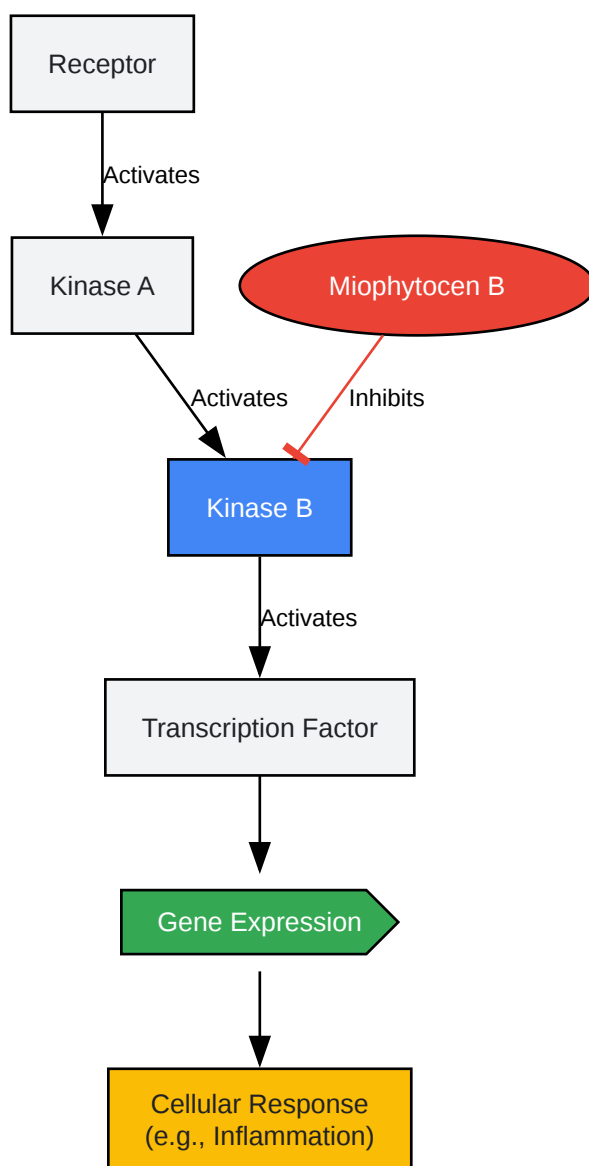 Receptor
Activates
Kinase A
Miophytocen B
Activates
Inhibits
Kinase B
Activates
Transcription Factor
Gene Expression
Cellular Response
(e.g., Inflammation)